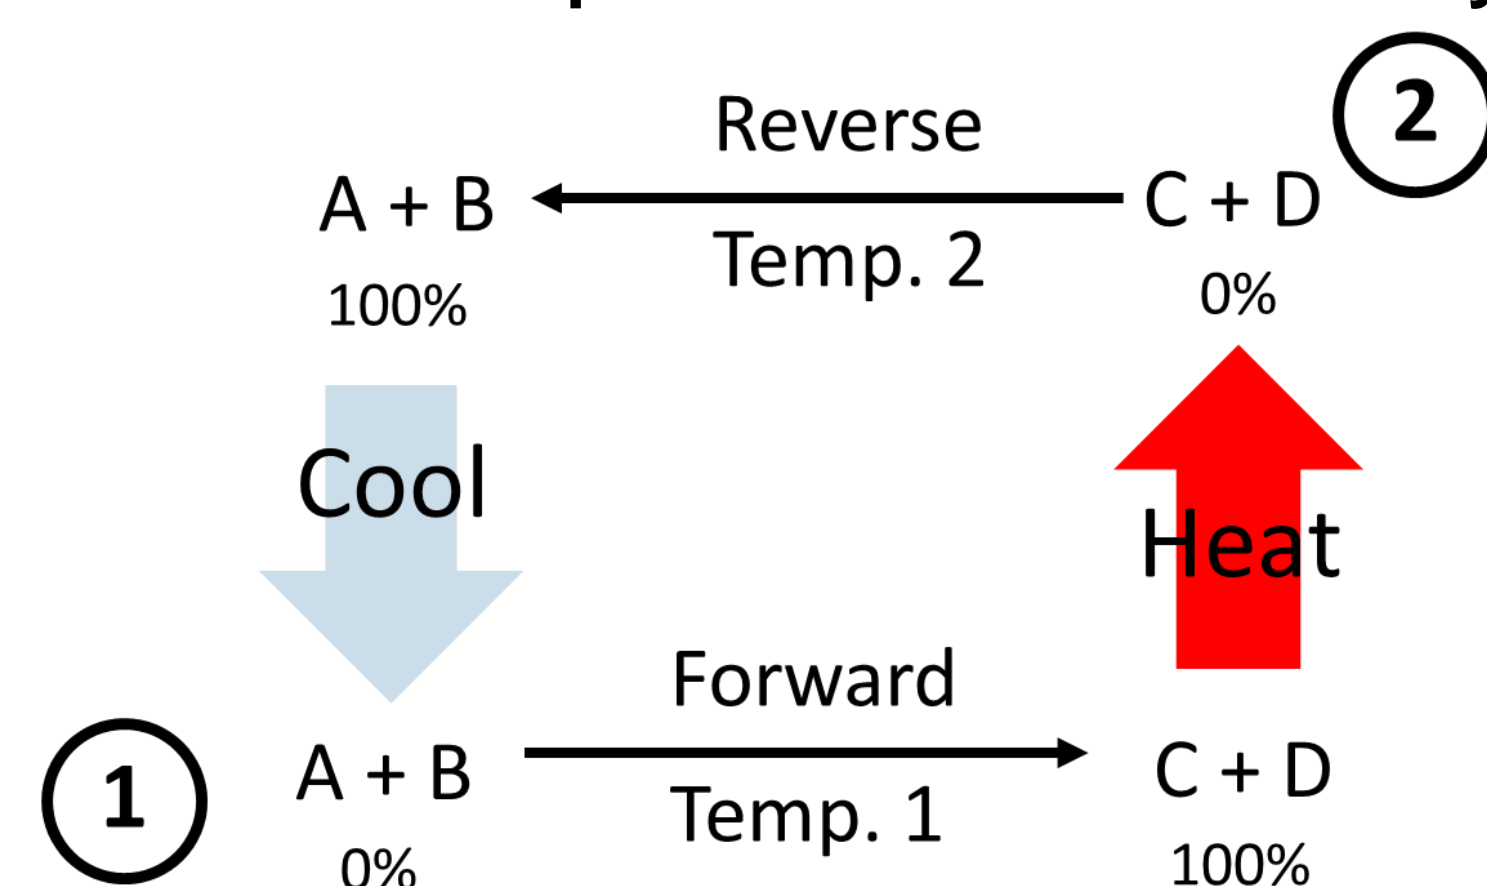 Reverse
2
A + B
C + D
Temp. 2
100%
0%
Cool
Heat
Forward
1
A + B
C + D
Temp. 1
0%
100%